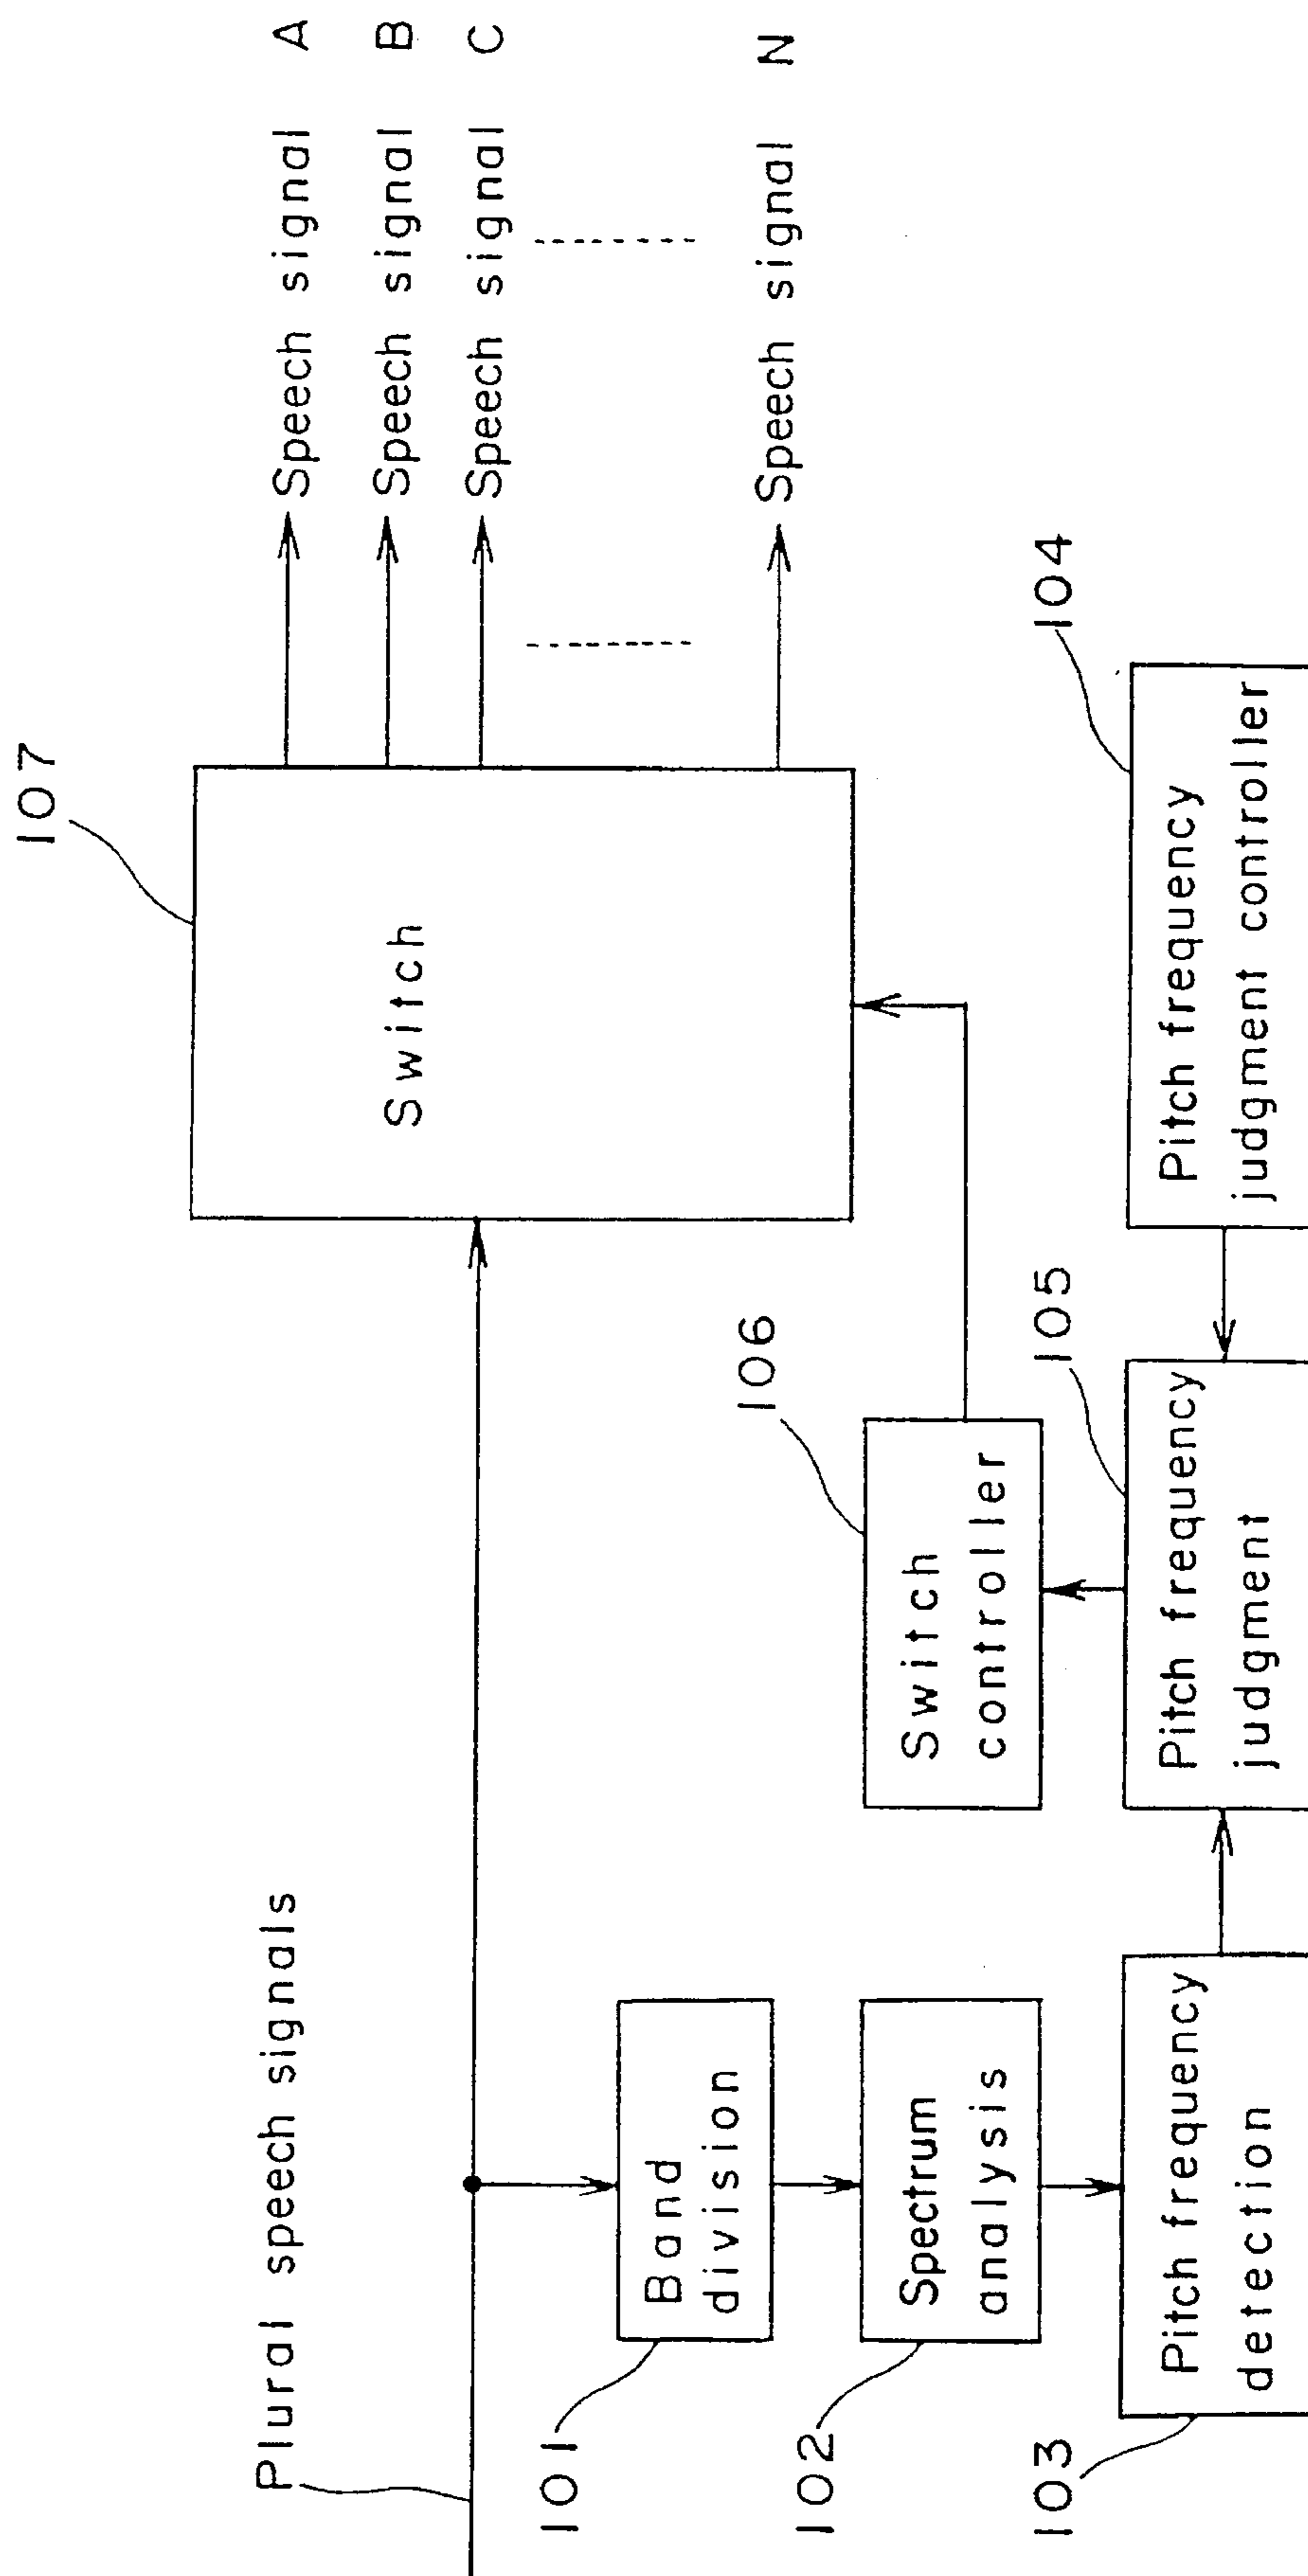 107
Plural speech signals
Speech signal A
Speech signal B
Speech signal C
Speech signal N
Switch
101
Band
division
106
Switch
controller
102
Spectrum
analysis
103
Pitch frequency
detection
105
Pitch frequency
judgment
104
Pitch frequency
judgment controller